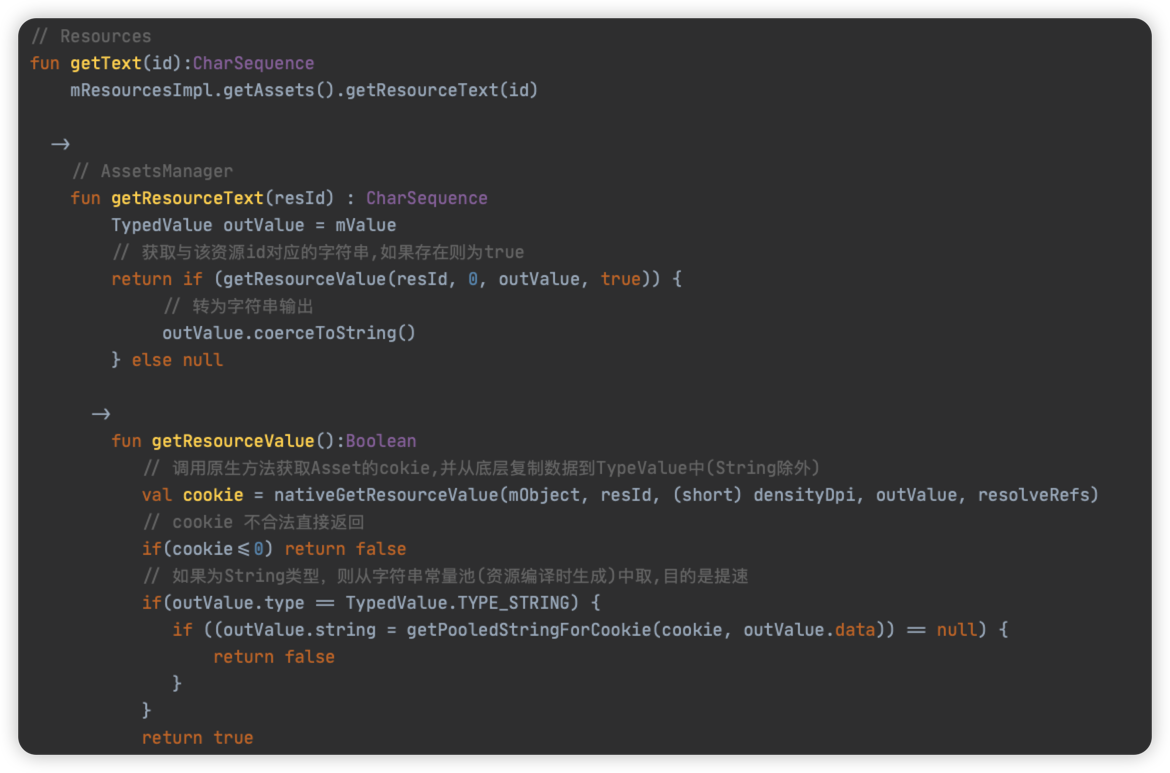 // Resources
fun getText(id):CharSequence
mResourcesImpl.getAssets().getResourceText(id)
→
// AssetsManager
fun getResourceText(resId) : CharSequence
TypedValue outValue = mValue
// 获取与该资源id对应的字符串,如果存在则为true
return if (getResourceValue(resId, 0, outValue, true)) {
// 转为字符串输出
outValue.coerceToString()
} else null
→
fun getResourceValue():Boolean
// 调用原生方法获取Asset的cokie,并从底层复制数据到TypeValue中(String除外)
val cookie = nativeGetResourceValue(mObject, resId, (short) densityDpi, outValue, resolveRefs)
// cookie 不合法直接返回
if(cookie<=0) return false
// 如果为String类型，则从字符串常量池(资源编译时生成)中取,目的是提速
if(outValue.type == TypedValue.TYPE_STRING) {
if ((outValue.string = getPooledStringForCookie(cookie, outValue.data)) == null) {
return false
}
}
return true